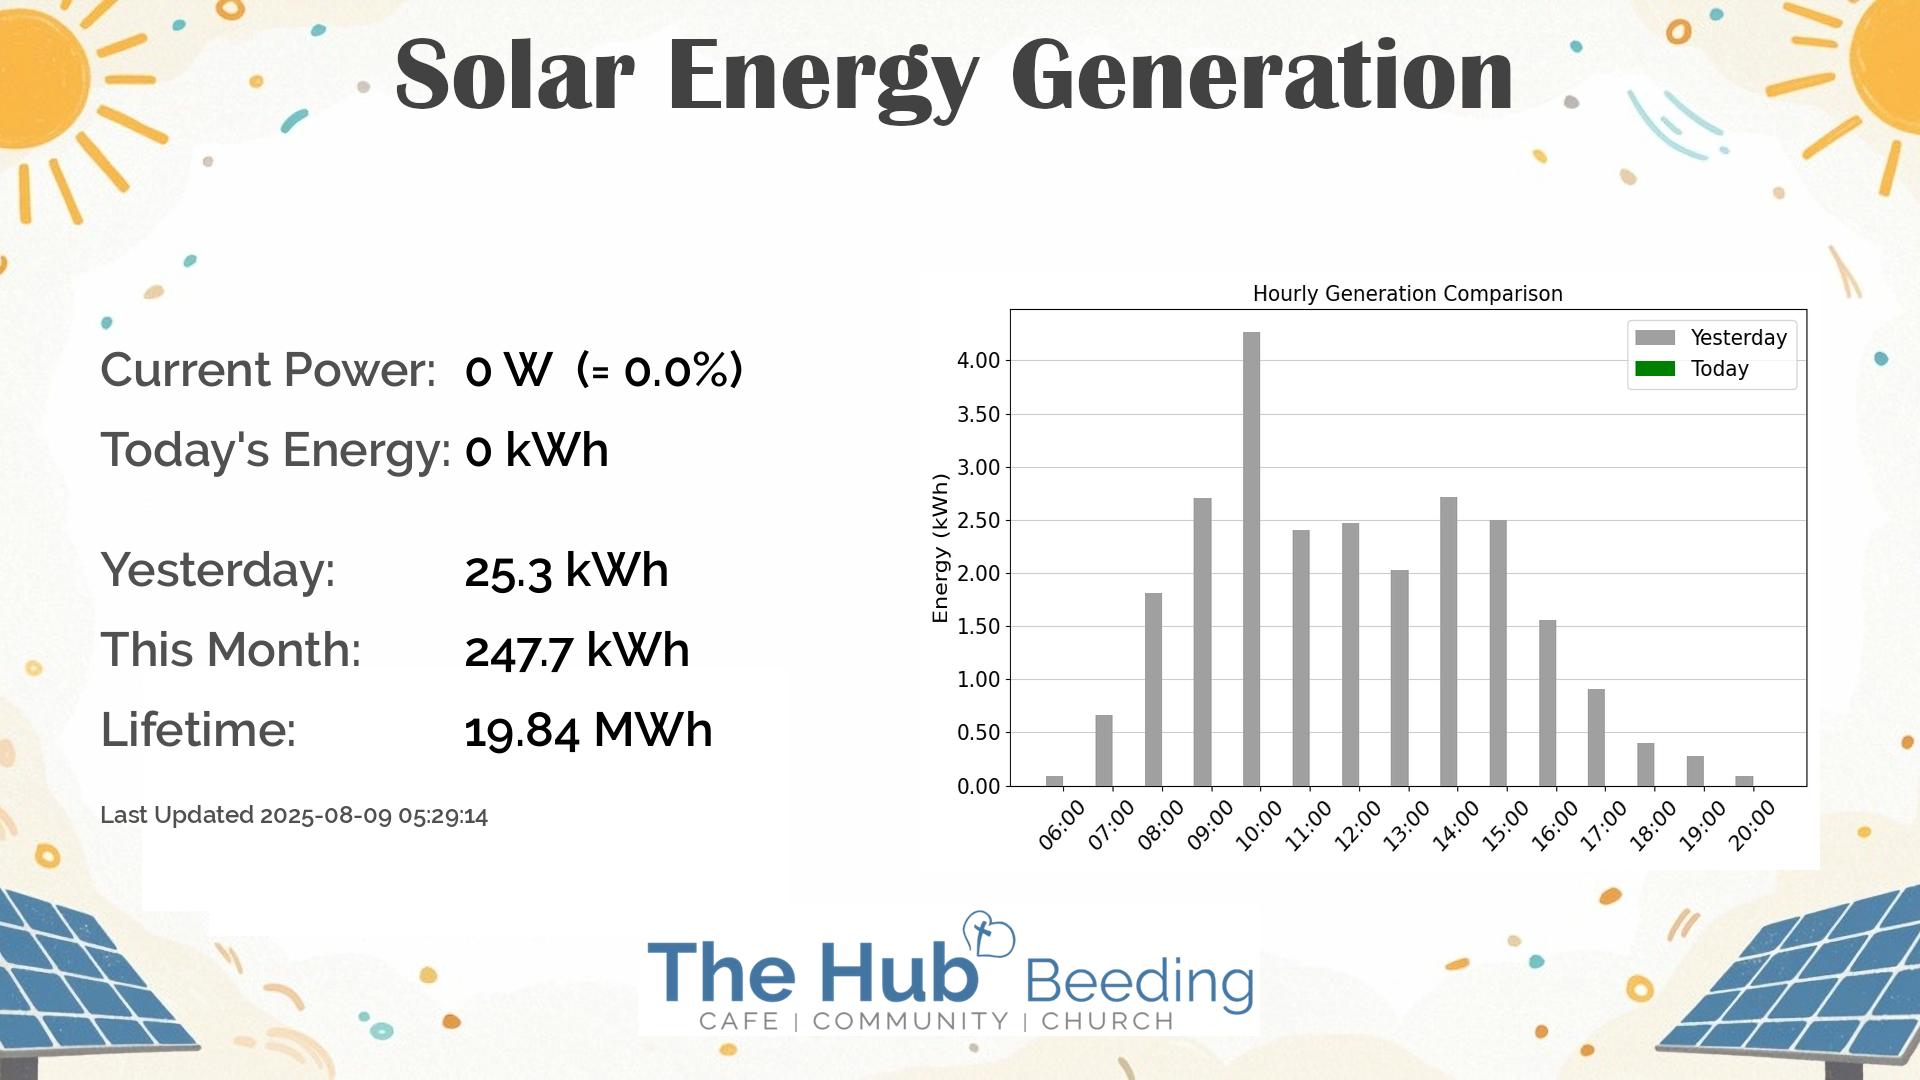 Solar Energy Generation
Current Power: 0 W (= 0.0%)
Today's Energy: 0 kWh
Yesterday: 25.3 kWh
This Month: 247.7 kWh
Lifetime: 19.84 MWh
Last Updated 2025-08-09 05:29:14
Hourly Generation Comparison
Yesterday
Today
Energy (kWh)
4.00
3.50
3.00
2.50
2.00
1.50
1.00
0.50
0.00
06:00 07:00 08:00 09:00 10:00 11:00 12:00 13:00 14:00 15:00 16:00 17:00 18:00 19:00 20:00
The Hub Beeding
CAFE | COMMUNITY | CHURCH